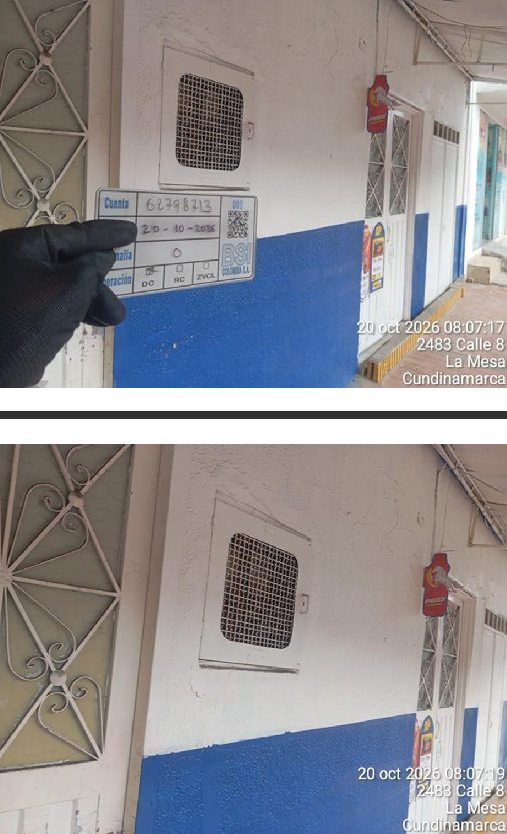 Cuenta 62798713
20-10-2026
0
DC RC ZVCL
BSI
COLOMBIA S.A.
20 oct 2026 08:07:17
2483 Calle 8
La Mesa
Cundinamarca
20 oct 2026 08:07:19
2483 Calle 8
La Mesa
Cundinamarca